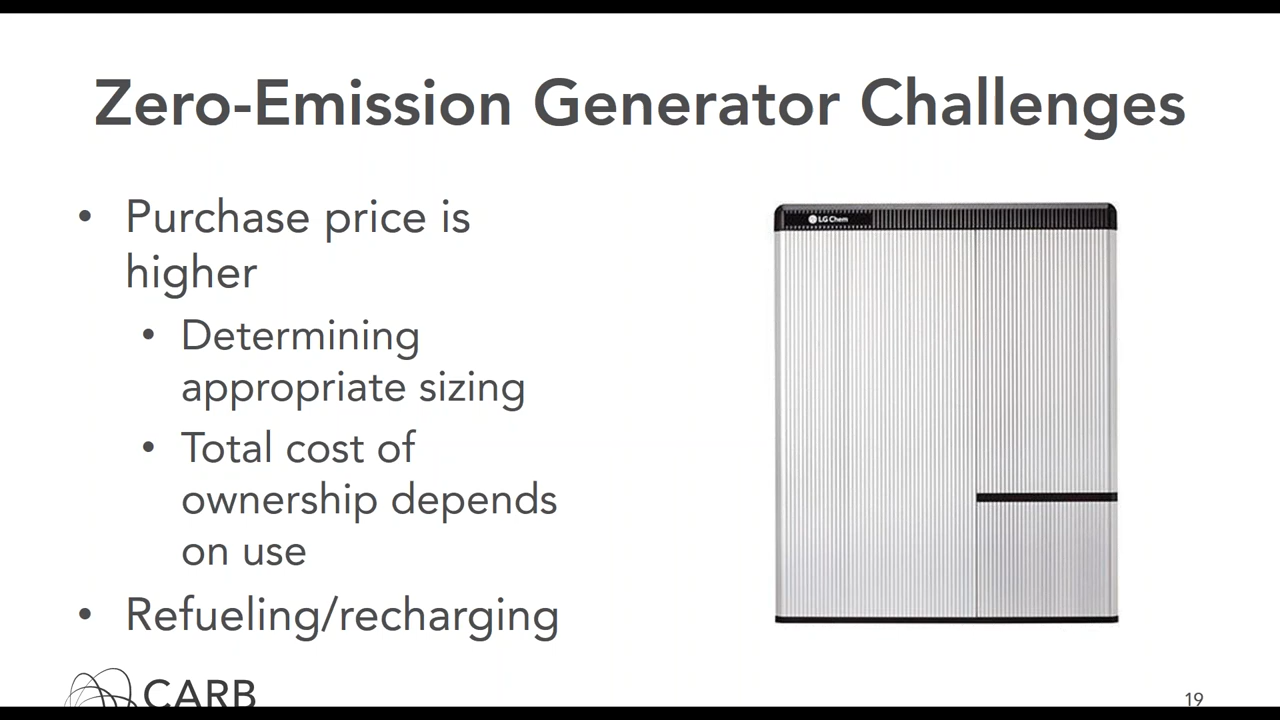 Zero-Emission Generator Challenges
• Purchase price is
higher
• Determining
appropriate sizing
• Total cost of
ownership depends
on use
• Refueling/recharging
LG Chem
CARB
19